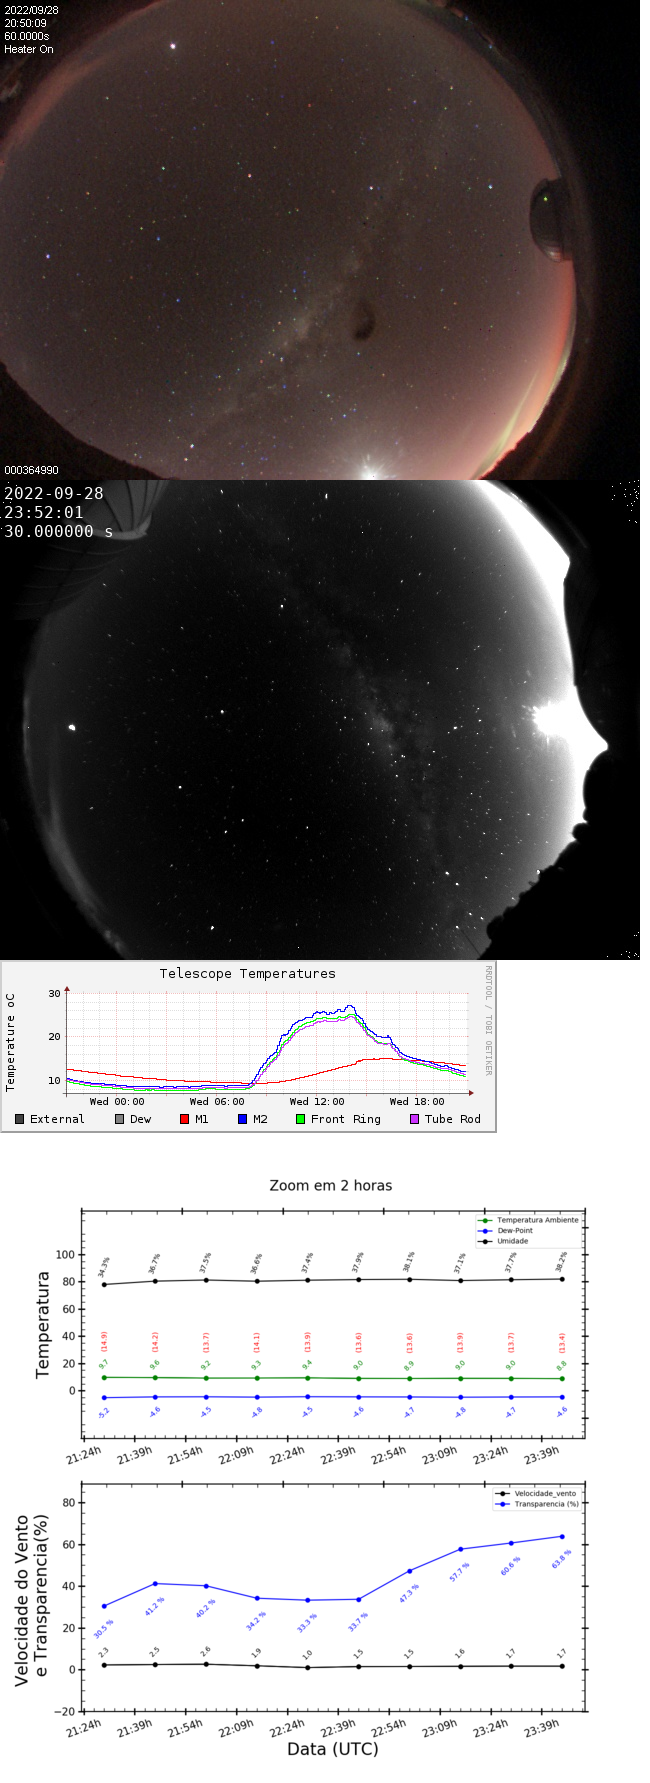 2022/09/28
20:50:09
60.0000s
Heater On
000364990
2022-09-28
23:52:01
30.000000 s
Telescope Temperatures
RRDTOOL / TOBI OETIKER
Temperature oC
30
20
10
Wed 00:00 Wed 06:00 Wed 12:00 Wed 18:00
External Dew M1 M2 Front Ring Tube Rod
Zoom em 2 horas
Temperatura Ambiente
Dew-Point
Umidade
Temperatura
100
80
60
40
20
0
34.3% 36.7% 37.5% 36.6% 37.4% 37.9% 38.1% 37.1% 37.7% 38.2%
(14.9) (14.2) (13.7) (14.1) (13.9) (13.6) (13.6) (13.9) (13.7) (13.4)
9.7 9.6 9.2 9.3 9.4 9.0 8.9 9.0 9.0 8.8
-5.2 -4.6 -4.5 -4.8 -4.5 -4.6 -4.7 -4.8 -4.7 -4.6
21:24h 21:39h 21:54h 22:09h 22:24h 22:39h 22:54h 23:09h 23:24h 23:39h
Velocidade_vento
Transparencia (%)
Velocidade do Vento
e Transparencia(%)
80
60
40
20
0
−20
30.5 % 41.2 % 40.2 % 34.2 % 33.3 % 33.7 % 47.3 % 57.7 % 60.6 % 63.8 %
2.3 2.5 2.6 1.9 1.0 1.5 1.5 1.6 1.7 1.7
21:24h 21:39h 21:54h 22:09h 22:24h 22:39h 22:54h 23:09h 23:24h 23:39h
Data (UTC)